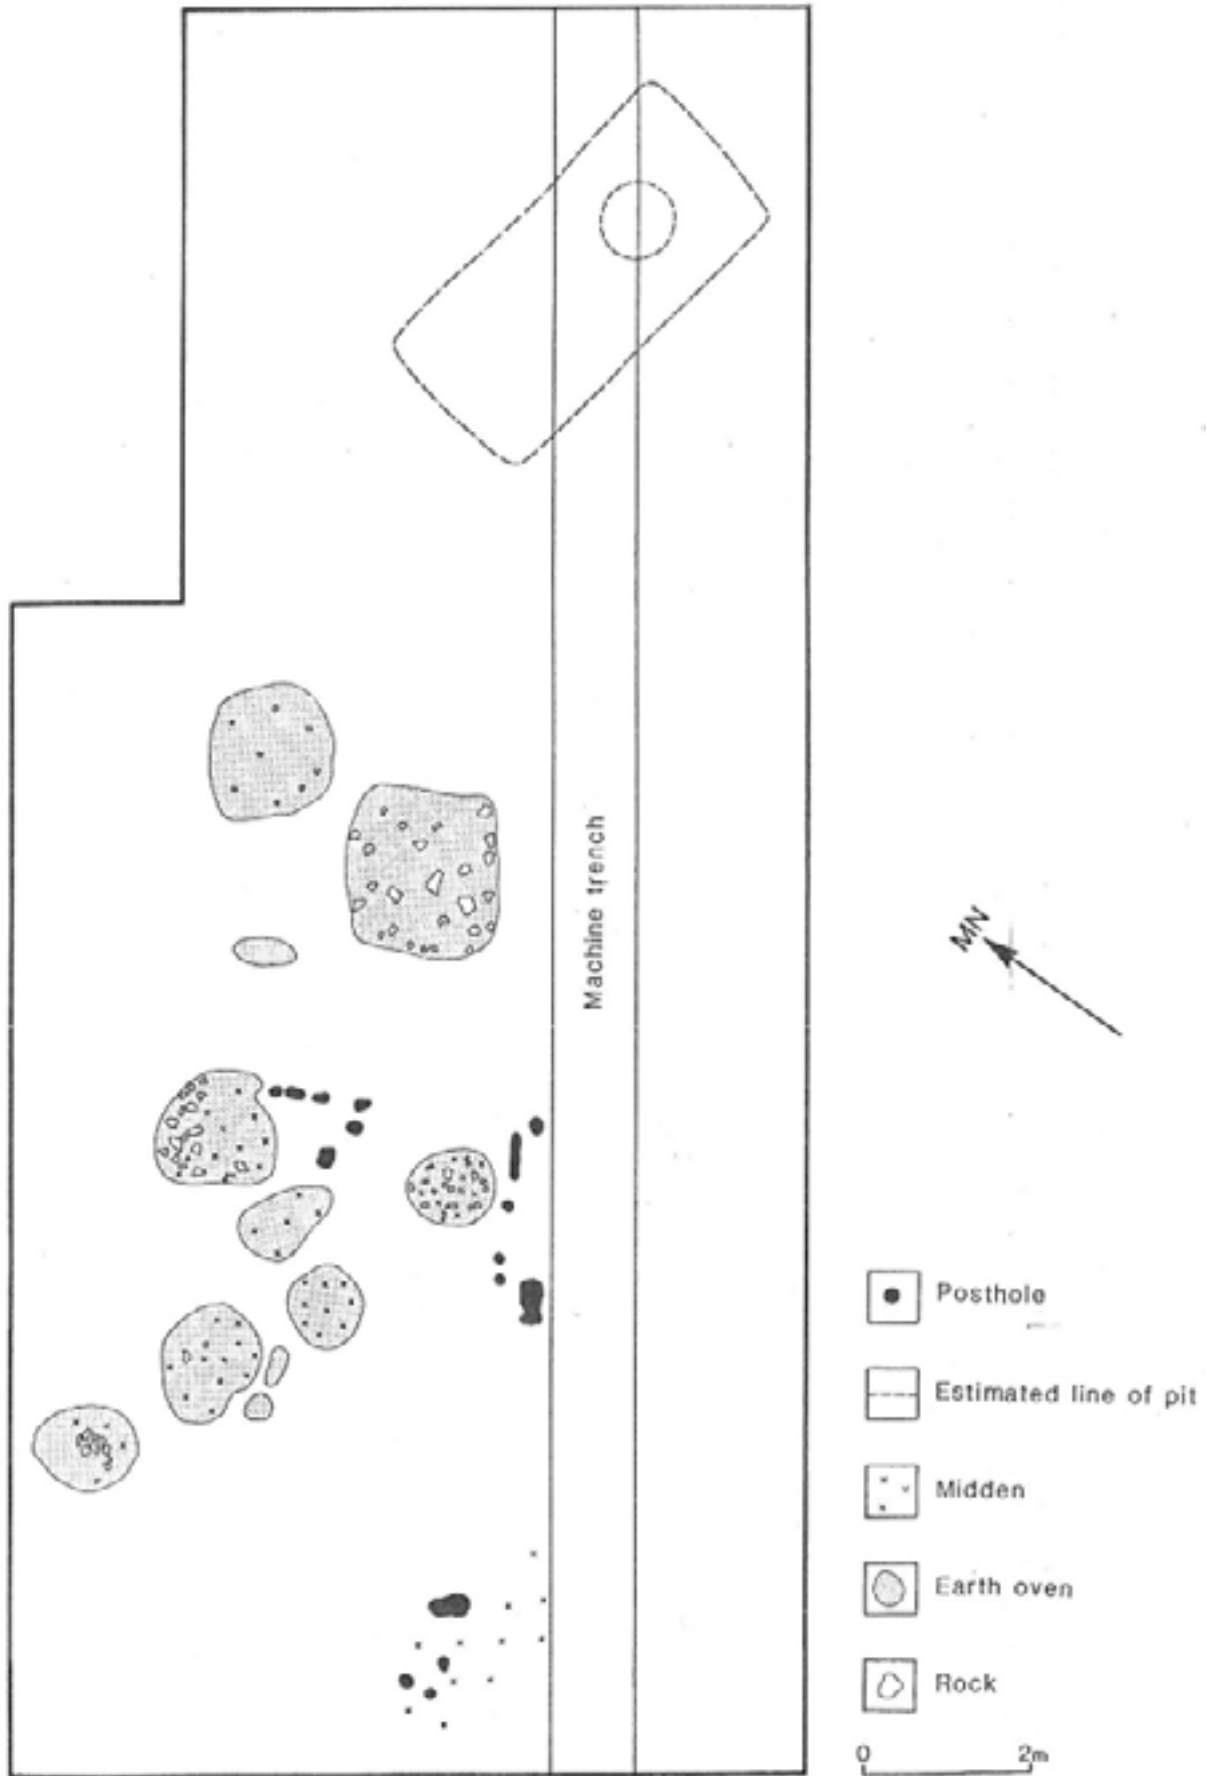 Machine trench
MN
Posthole
Estimated line of pit
Midden
Earth oven
Rock
0 2m